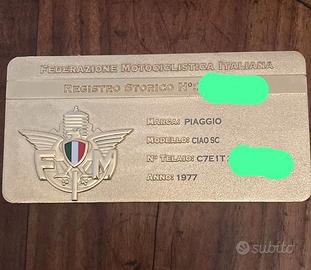 Federazione Motociclistica Italiana
Registro Storico N°
Marca: PIAGGIO
Modello: CIAO SC
N° Telaio: C7E1T
Anno: 1977
FMI
subito